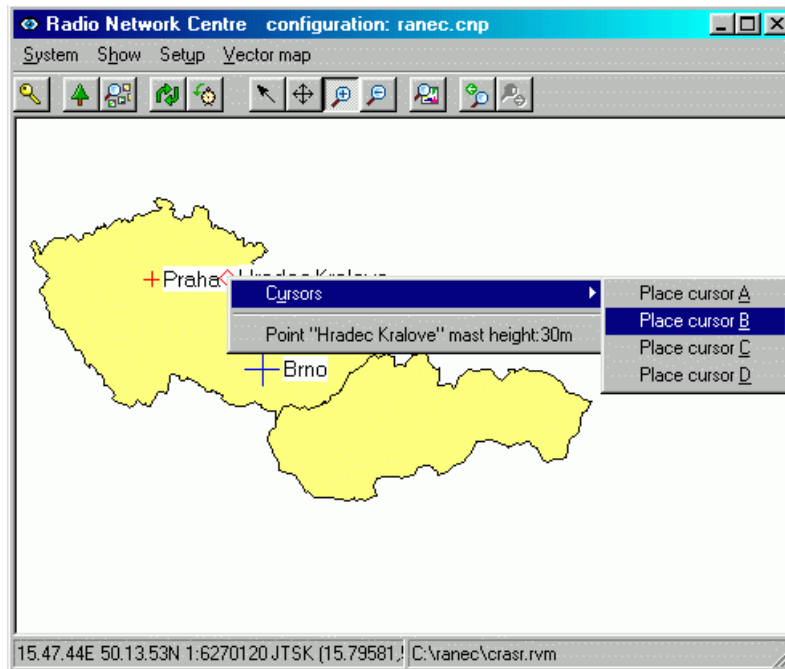 Radio Network Centre configuration: ranec.cnp
System Show Setup Vector map
Praha Hradec Kralove
Cursors
Place cursor A
Place cursor B
Point "Hradec Kralove" mast height:30m
Place cursor C
Brno
Place cursor D
15.47.44E 50.13.53N 1:6270120 JTSK (15.79581, C:\ranec\crasr.rvm